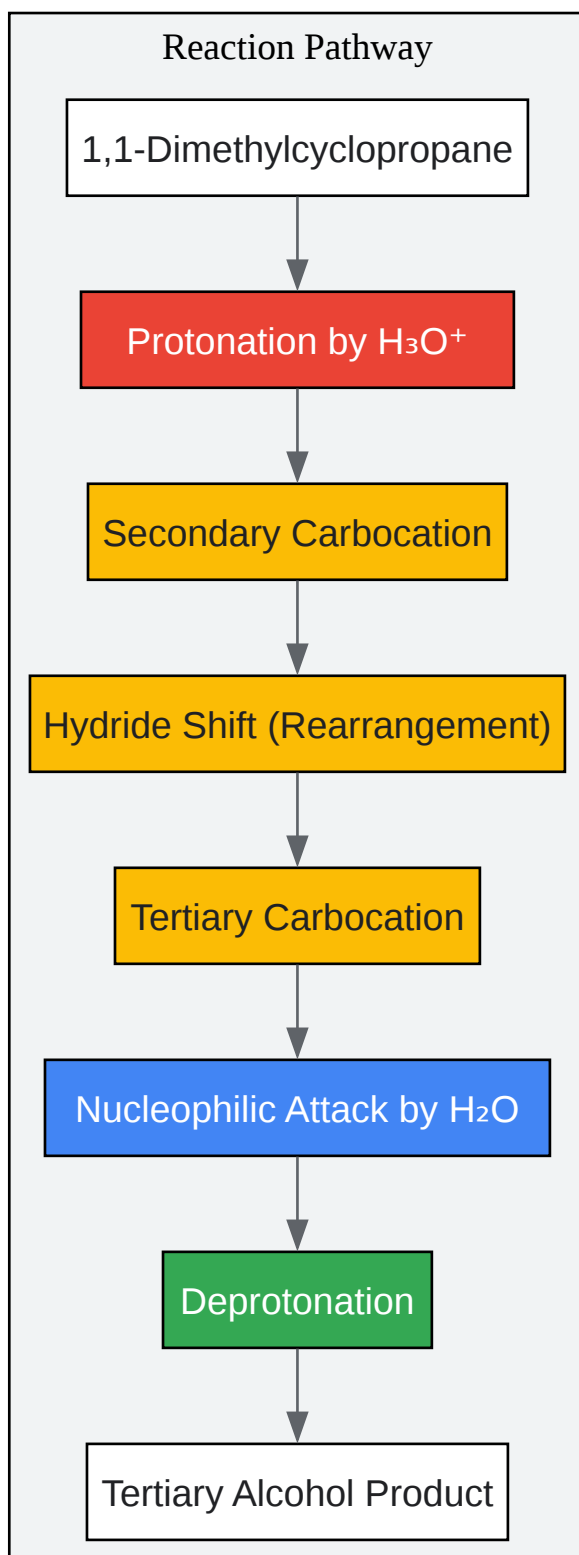 Reaction Pathway
1,1-Dimethylcyclopropane
Protonation by H₃O⁺
Secondary Carbocation
Hydride Shift (Rearrangement)
Tertiary Carbocation
Nucleophilic Attack by H₂O
Deprotonation
Tertiary Alcohol Product